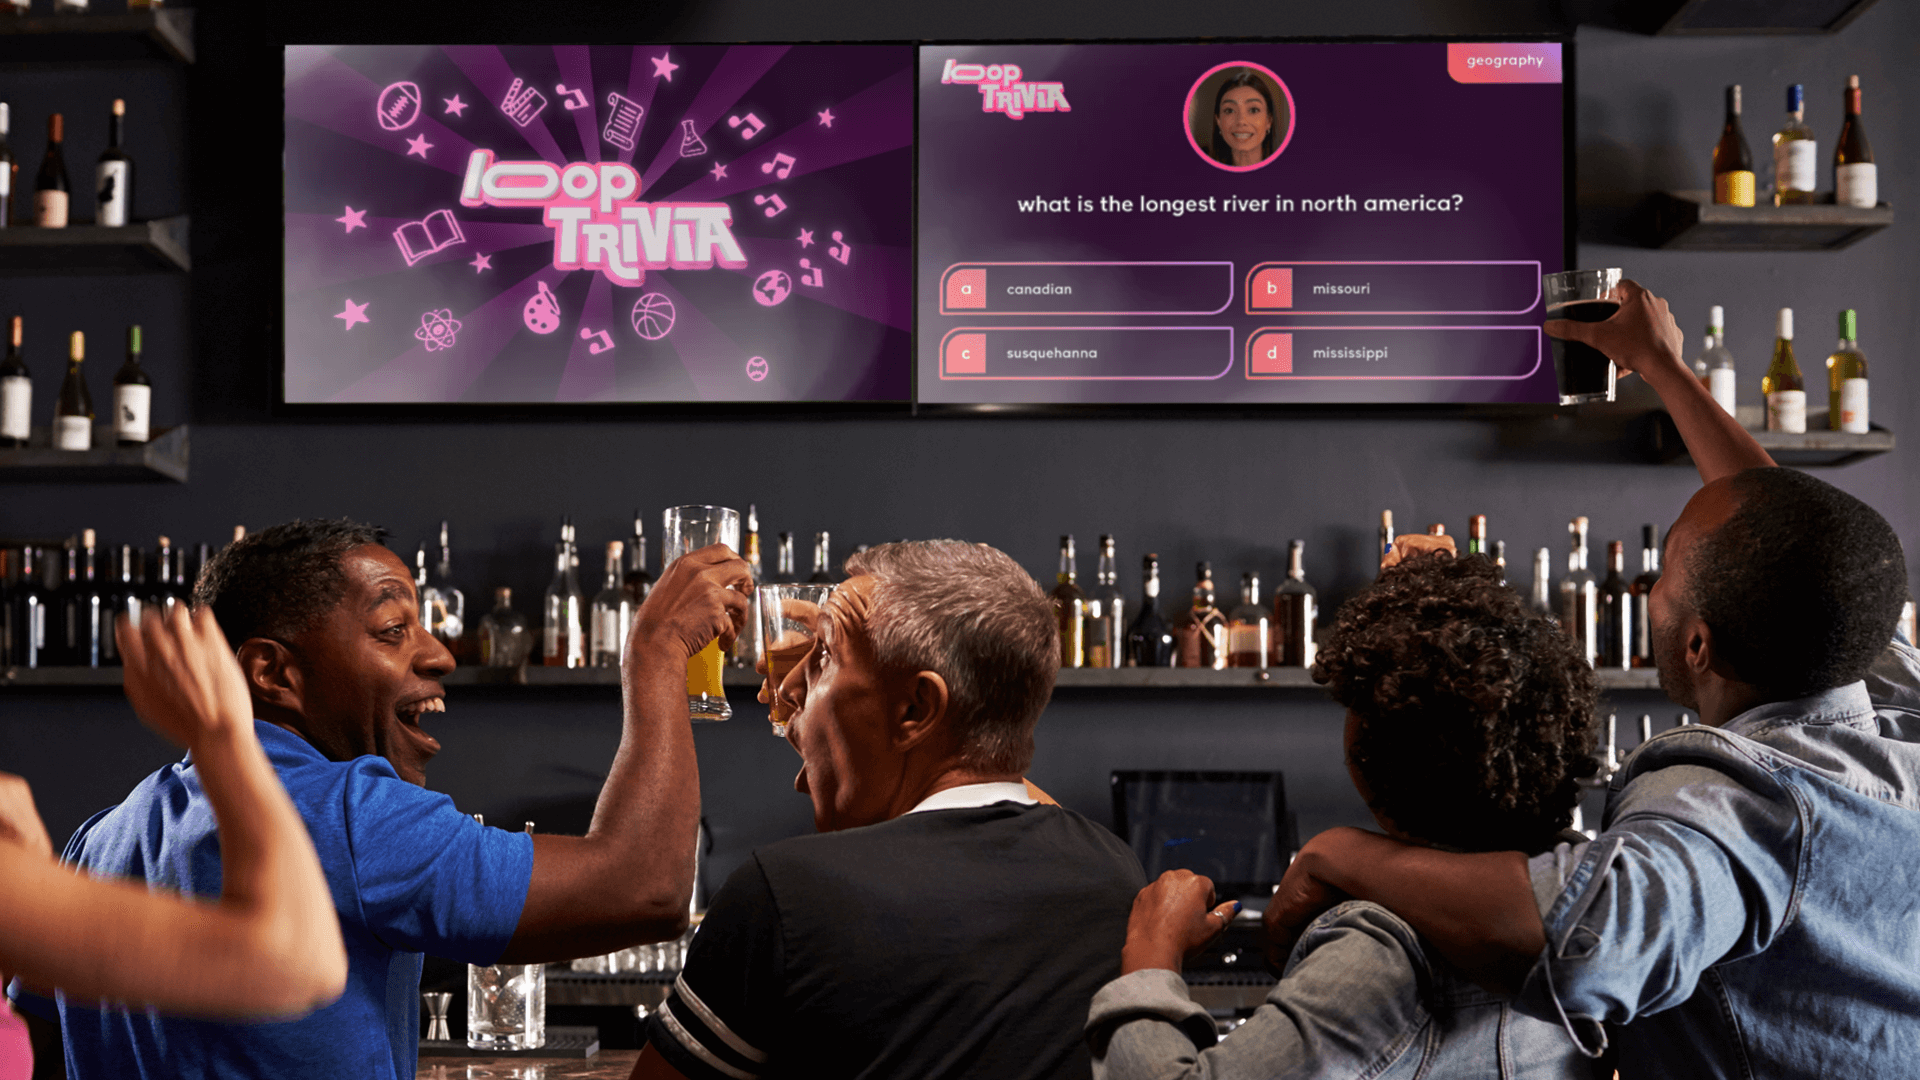 loop
TRIVIA
loop
TRIVIA
geography
what is the longest river in north america?
a canadian
b missouri
c susquehanna
d mississippi